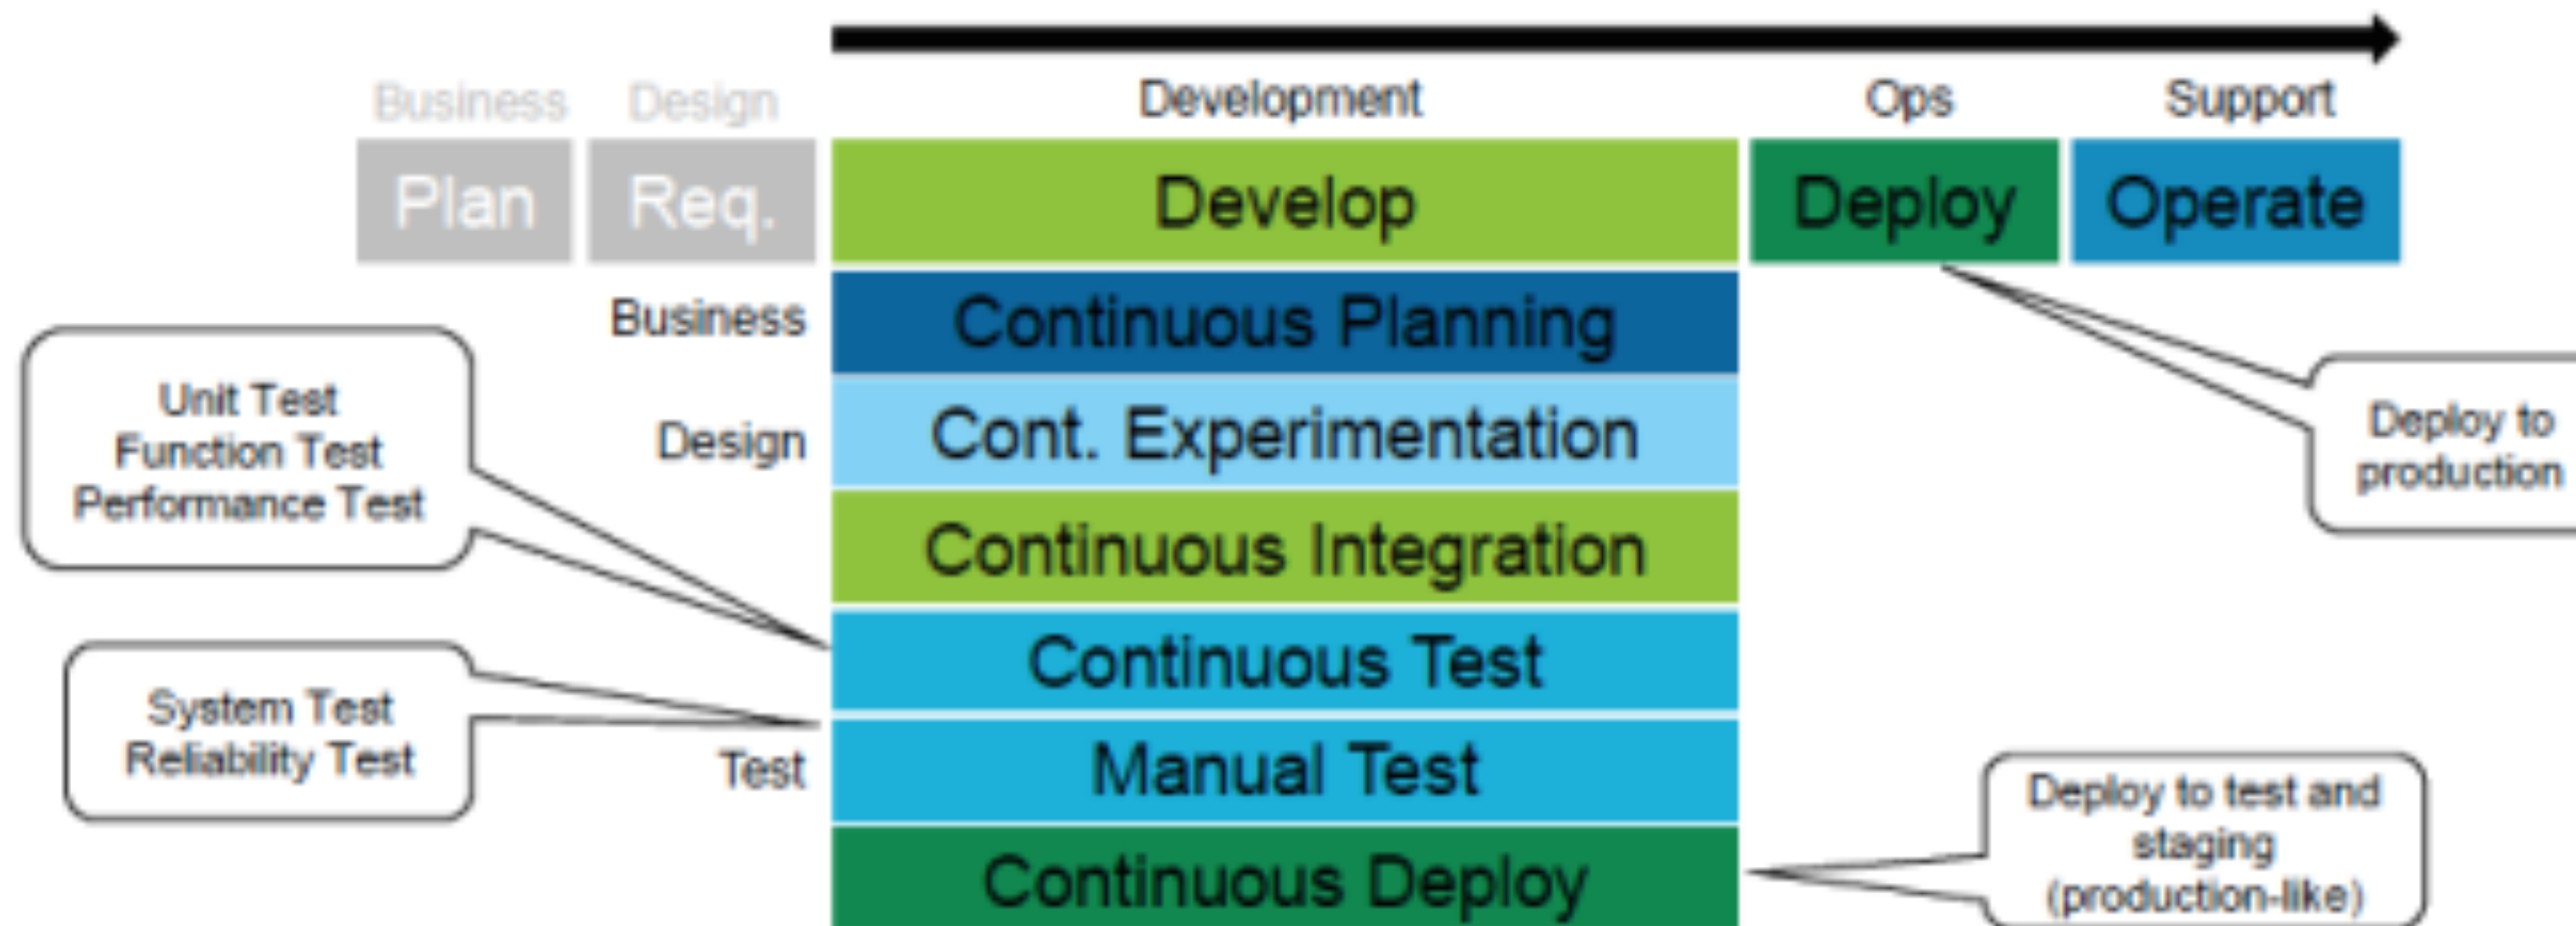 Business Design Development Ops Support
Plan Req. Develop Deploy Operate
Business Continuous Planning
Design Cont. Experimentation
Continuous Integration
Continuous Test
Test Manual Test
Continuous Deploy
Unit Test
Function Test
Performance Test
System Test
Reliability Test
Deploy to
production
Deploy to test and
staging
(production-like)